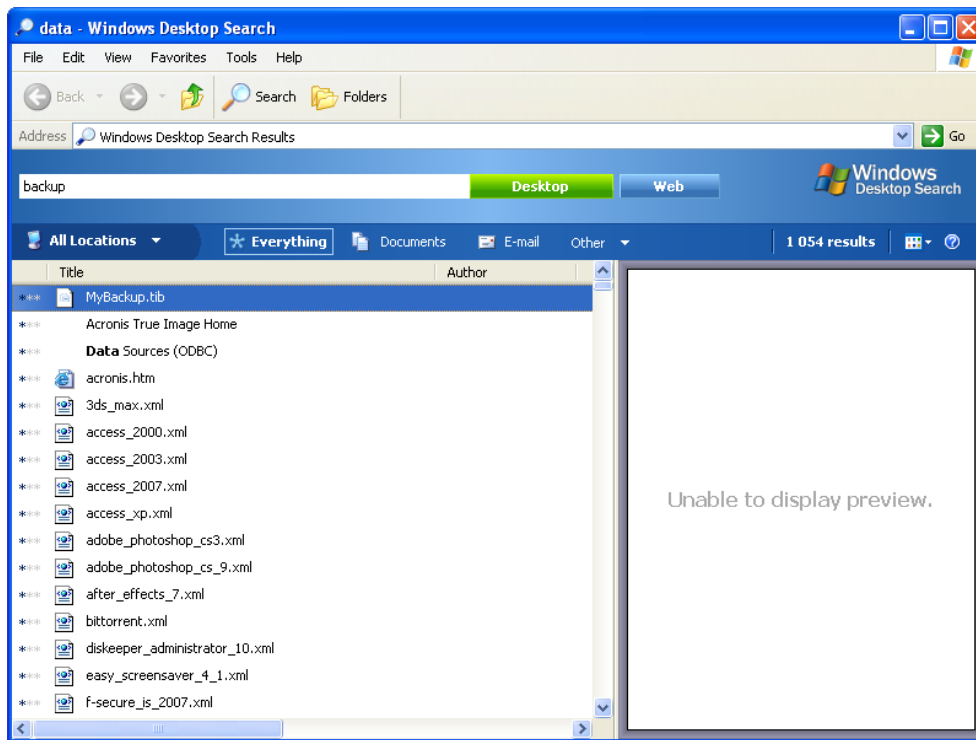 data - Windows Desktop Search
File Edit View Favorites Tools Help
Back Search Folders
Address Windows Desktop Search Results Go
backup Desktop Web Windows
Desktop Search
All Locations Everything Documents E-mail Other 1 054 results
Title Author
MyBackup.tib
Acronis True Image Home
Data Sources (ODBC)
acronis.htm
3ds_max.xml
access_2000.xml
access_2003.xml
access_2007.xml
access_xp.xml
Unable to display preview.
adobe_photoshop_cs3.xml
adobe_photoshop_cs_9.xml
after_effects_7.xml
bittorrent.xml
diskeeper_administrator_10.xml
easy_screensaver_4_1.xml
f-secure_is_2007.xml